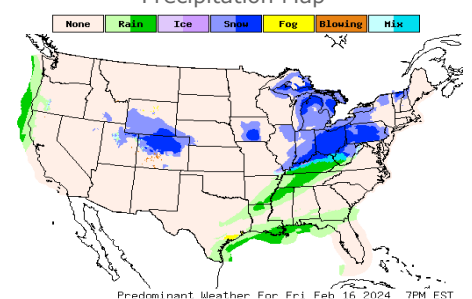 Precipitation Map
None Rain Ice Snow Fog Blowing Mix
Predominant Weather For Fri Feb 16 2024 7PM EST